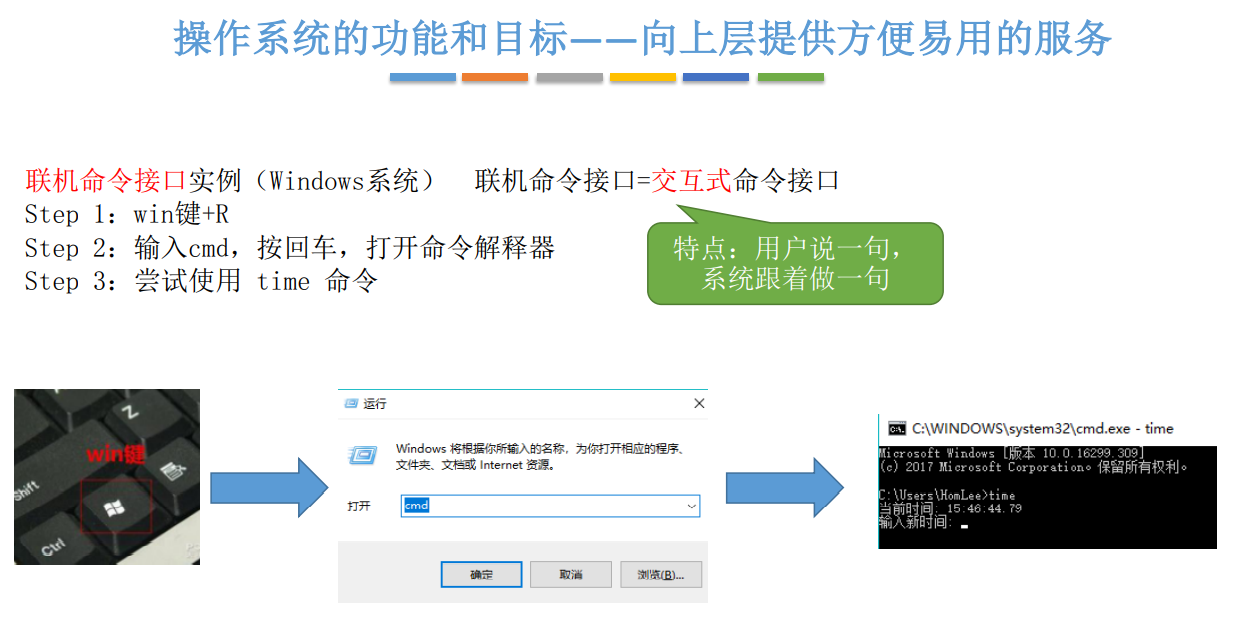 操作系统的功能和目标——向上层提供方便易用的服务
联机命令接口实例（Windows系统） 联机命令接口=交互式命令接口
Step 1：win键+R
Step 2：输入cmd，按回车，打开命令解释器
Step 3：尝试使用 time 命令
特点：用户说一句，
系统跟着做一句
Z
win键
Shift
Ctrl
运行
Windows 将根据你所输入的名称，为你打开相应的程序、
文件夹、文档或 Internet 资源。
打开
cmd
确定 取消 浏览(B)...
C:\WINDOWS\system32\cmd.exe - time
Microsoft Windows [版本 10.0.16299.309]
(c) 2017 Microsoft Corporation。保留所有权利。
C:\Users\HomLee>time
当前时间: 15:46:44.79
输入新时间: